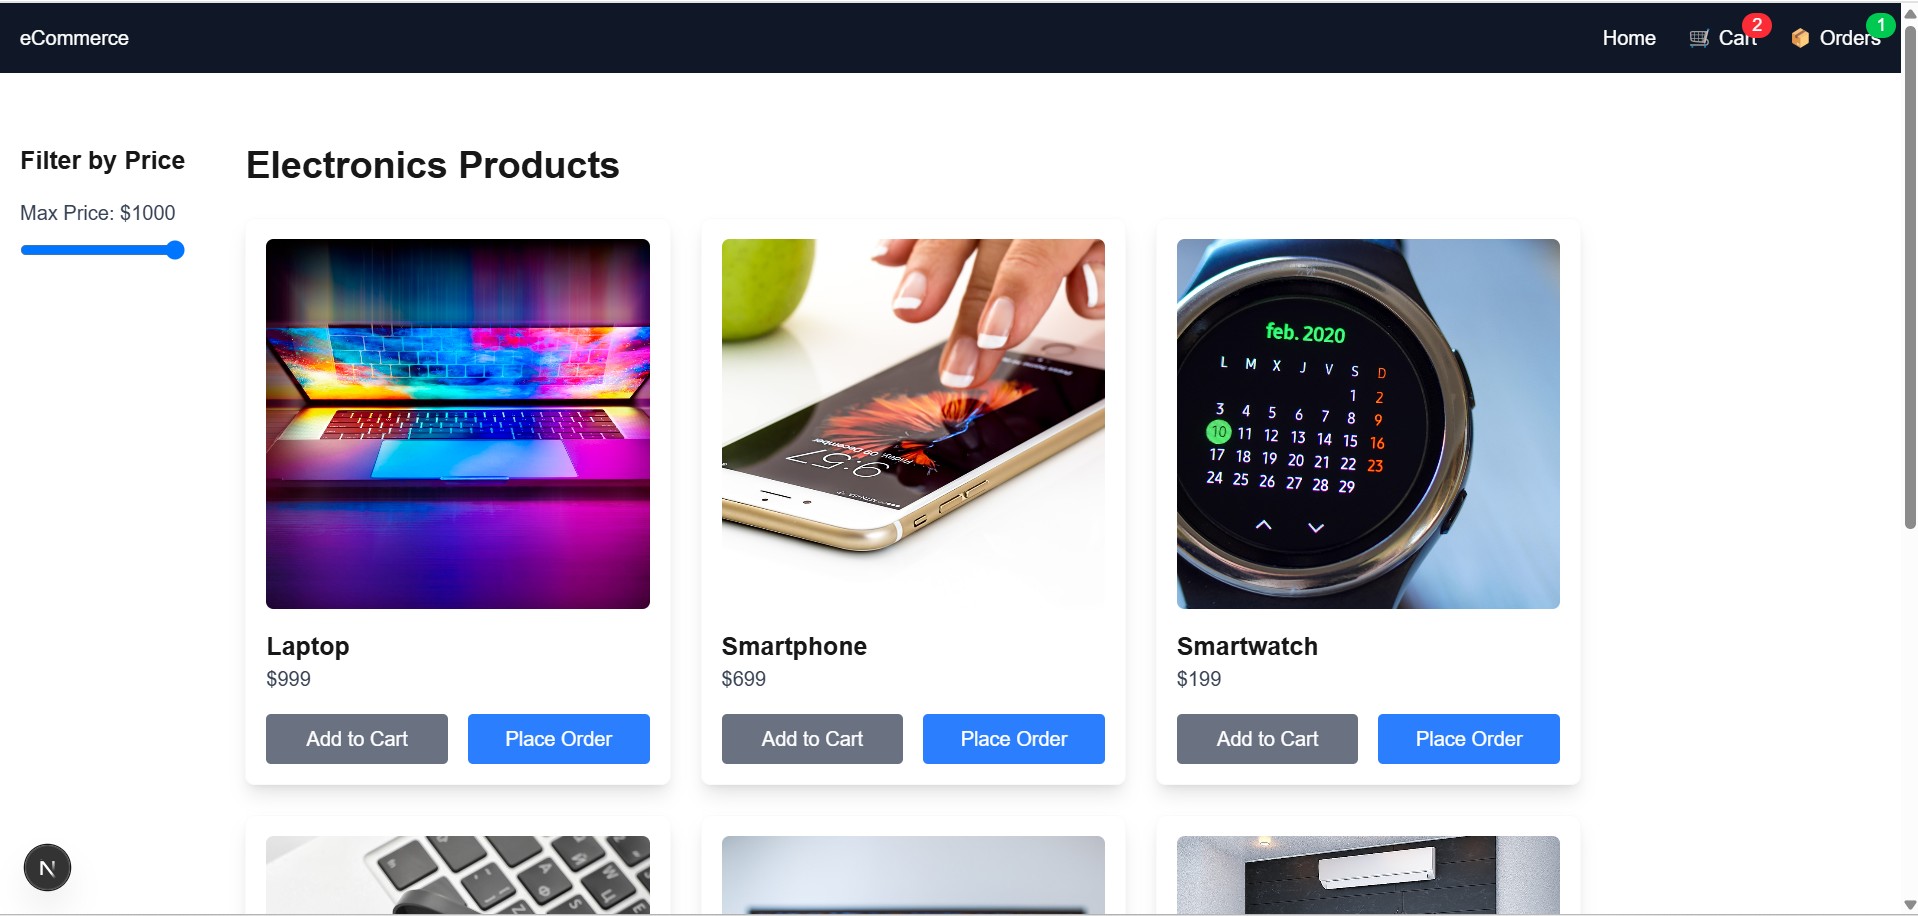 eCommerce
Home
Cart
2
Orders
1
Filter by Price
Max Price: $1000
Electronics Products
feb. 2020
L M X J V S D
1 2
3 4 5 6 7 8 9
10 11 12 13 14 15 16
17 18 19 20 21 22 23
24 25 26 27 28 29
9:57
Laptop
$999
Add to Cart
Place Order
Smartphone
$699
Add to Cart
Place Order
Smartwatch
$199
Add to Cart
Place Order
N